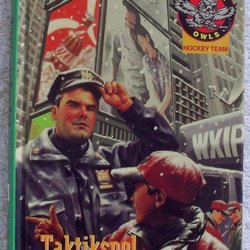 OWLS
HOCKEY TEAM
WKIP
Taktikspel